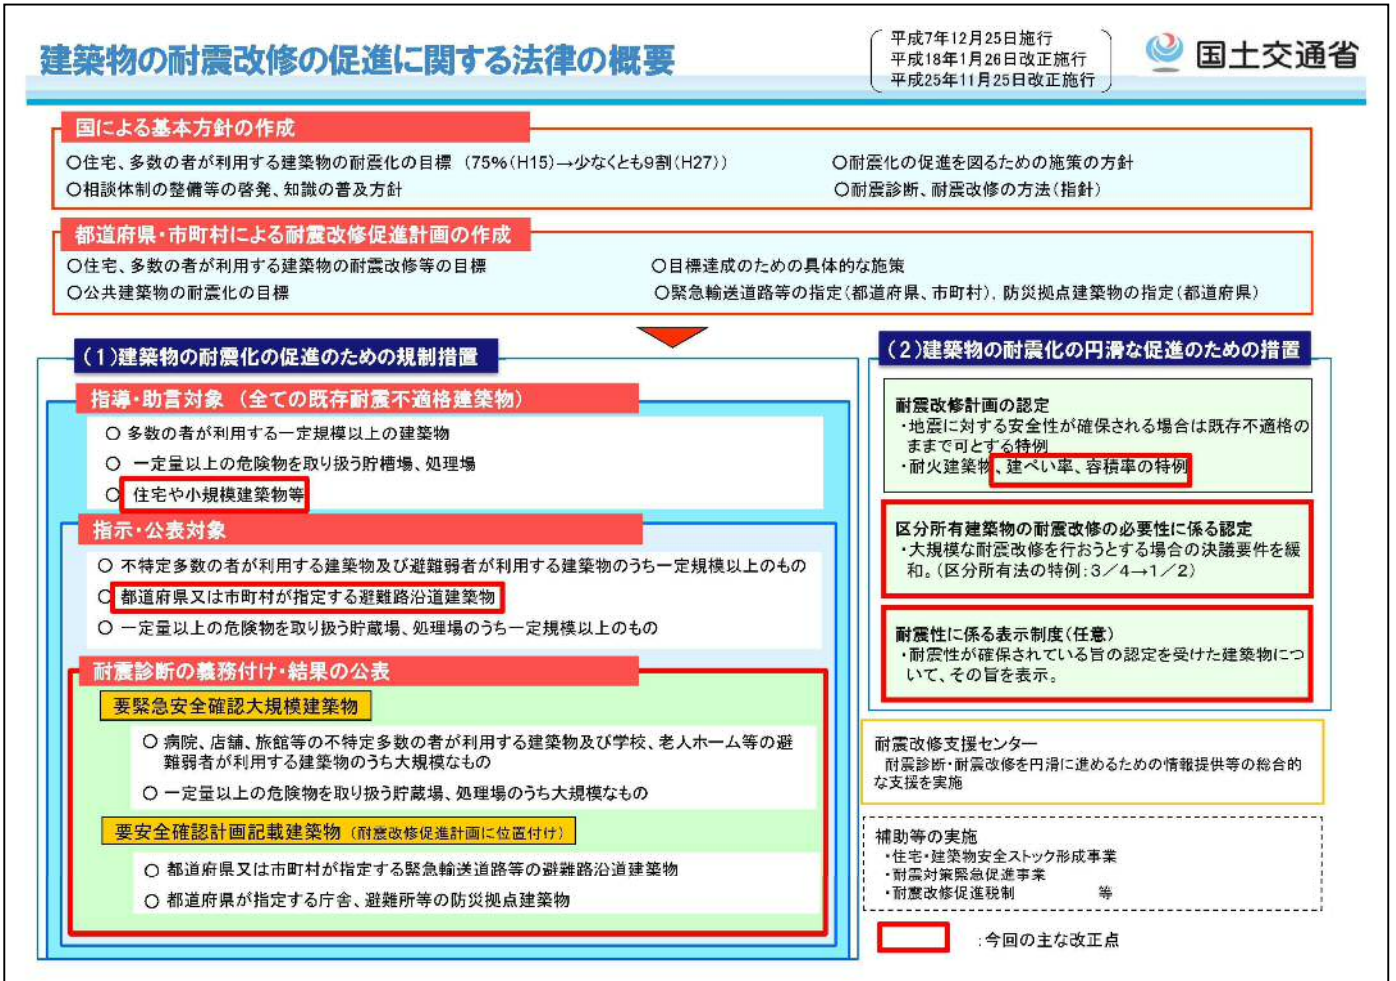 建築物の耐震改修の促進に関する法律の概要
平成7年12月25日施行
平成18年1月26日改正施行
平成25年11月25日改正施行
国土交通省
国による基本方針の作成
○住宅、多数の者が利用する建築物の耐震化の目標 (75%(H15)→少なくとも9割(H27))
○耐震化の促進を図るための施策の方針
○相談体制の整備等の啓発、知識の普及方針
○耐震診断、耐震改修の方法(指針)
都道府県・市町村による耐震改修促進計画の作成
○住宅、多数の者が利用する建築物の耐震改修等の目標
○目標達成のための具体的な施策
○公共建築物の耐震化の目標
○緊急輸送道路等の指定(都道府県、市町村), 防災拠点建築物の指定(都道府県)
(1)建築物の耐震化の促進のための規制措置
指導・助言対象 (全ての既存耐震不適格建築物)
○ 多数の者が利用する一定規模以上の建築物
○ 一定量以上の危険物を取り扱う貯槽場、処理場
○ 住宅や小規模建築物等
指示・公表対象
○ 不特定多数の者が利用する建築物及び避難弱者が利用する建築物のうち一定規模以上のもの
○ 都道府県又は市町村が指定する避難路沿道建築物
○ 一定量以上の危険物を取り扱う貯蔵場、処理場のうち一定規模以上のもの
耐震診断の義務付け・結果の公表
要緊急安全確認大規模建築物
○ 病院、店舗、旅館等の不特定多数の者が利用する建築物及び学校、老人ホーム等の避
難弱者が利用する建築物のうち大規模なもの
○ 一定量以上の危険物を取り扱う貯蔵場、処理場のうち大規模なもの
要安全確認計画記載建築物 (耐震改修促進計画に位置付け)
○ 都道府県又は市町村が指定する緊急輸送道路等の避難路沿道建築物
○ 都道府県が指定する庁舎、避難所等の防災拠点建築物
(2)建築物の耐震化の円滑な促進のための措置
耐震改修計画の認定
・地震に対する安全性が確保される場合は既存不適格の
ままで可とする特例
・耐火建築物、建ぺい率、容積率の特例
区分所有建築物の耐震改修の必要性に係る認定
・大規模な耐震改修を行おうとする場合の決議要件を緩
和。(区分所有法の特例:3/4→1/2)
耐震性に係る表示制度(任意)
・耐震性が確保されている旨の認定を受けた建築物につ
いて、その旨を表示。
耐震改修支援センター
耐震診断・耐震改修を円滑に進めるための情報提供等の総合的
な支援を実施
補助等の実施
・住宅・建築物安全ストック形成事業
・耐震対策緊急促進事業
・耐震改修促進税制 等
:今回の主な改正点